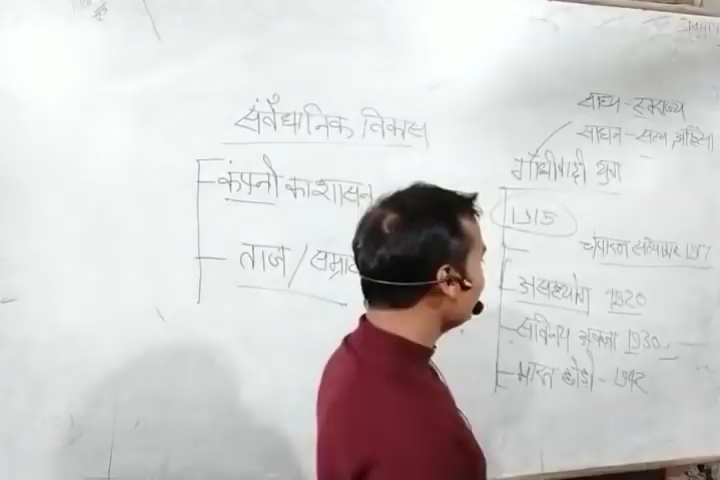 संवैधानिक विकास
कंपनी का शासन
ताज / सम्रा
साध्य - स्वराज्य
साधन - सत्य, अहिंसा
गाँधीवादी युग
1915
चंपारन सत्याग्रह 1917
असहयोग 1920
सविनय अवज्ञा 1930
भारत छोड़ो - 1942